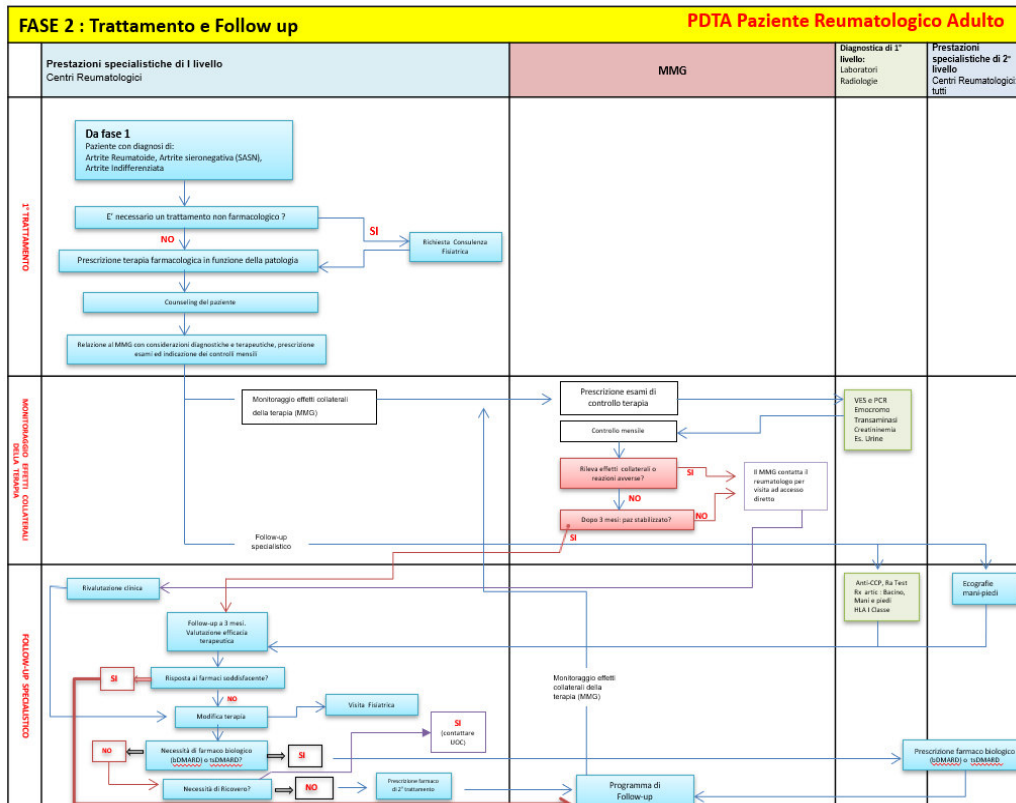 FASE 2 : Trattamento e Follow up
PDTA Paziente Reumatologico Adulto
Prestazioni specialistiche di I livello
Centri Reumatologici
MMG
Diagnostica di 1°
livello:
Laboratori
Radiologie
Prestazioni
specialistiche di 2°
livello
Centri Reumatologici:
tutti
1° TRATTAMENTO
Da fase 1
Paziente con diagnosi di:
Artrite Reumatoide, Artrite sieronegativa (SASN),
Artrite Indifferenziata
E' necessario un trattamento non farmacologico ?
NO
SI
Richiesta Consulenza
Fisiatrica
Prescrizione terapia farmacologica in funzione della patologia
Counseling del paziente
Relazione al MMG con considerazioni diagnostiche e terapeutiche, prescrizione
esami ed indicazione dei controlli mensili
MONITORAGGIO EFFETTI COLLATERALI
DELLA TERAPIA
Monitoraggio effetti collaterali
della terapia (MMG)
Prescrizione esami di
controllo terapia
VES e PCR
Emocromo
Transaminasi
Creatininemia
Es. Urine
Controllo mensile
Rileva effetti collaterali o
reazioni avverse?
SI
NO
Il MMG contatta il
reumatologo per
visita ad accesso
diretto
Dopo 3 mesi: paz stabilizzato?
NO
SI
Follow-up
specialistico
FOLLOW-UP SPECIALISTICO
Rivalutazione clinica
Anti-CCP, Ra Test
Rx artic : Bacino,
Mani e piedi
HLA I Classe
Ecografie
mani-piedi
Follow-up a 3 mesi.
Valutazione efficacia
terapeutica
SI
Risposta ai farmaci soddisfacente?
NO
Monitoraggio effetti
collaterali della
terapia (MMG)
Modifica terapia
Visita Fisiatrica
SI
(contattare
UOC)
NO
Necessità di farmaco biologico
(bDMARD) o tsDMARD?
SI
Prescrizione farmaco biologico
(bDMARD) o tsDMARD
Necessità di Ricovero?
NO
Prescrizione farmaco
di 2° trattamento
Programma di
Follow-up